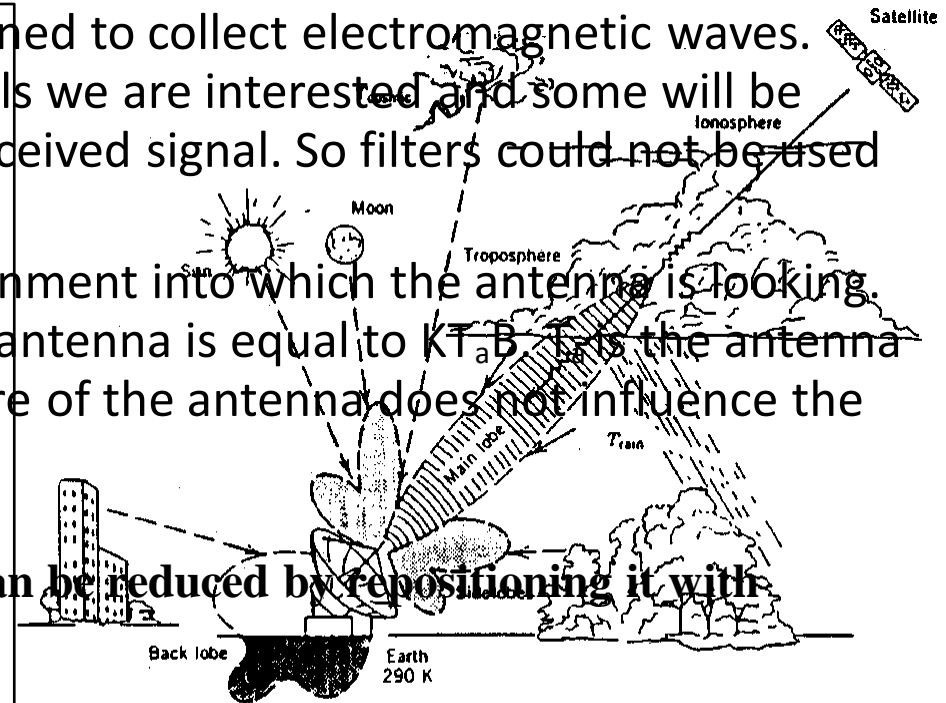 Satellite
ned to collect electromagnetic waves.
ls we are interested and some will be
Ionosphere
ceived signal. So filters could not be used
Moon
Troposphere
Sun
nment into which the antenna is looking.
antenna is equal to KTaB. Ta is the antenna
re of the antenna does not influence the
Train
Main lobe
an be reduced by repositioning it with
Sidelobe
Back lobe
Earth
290 K